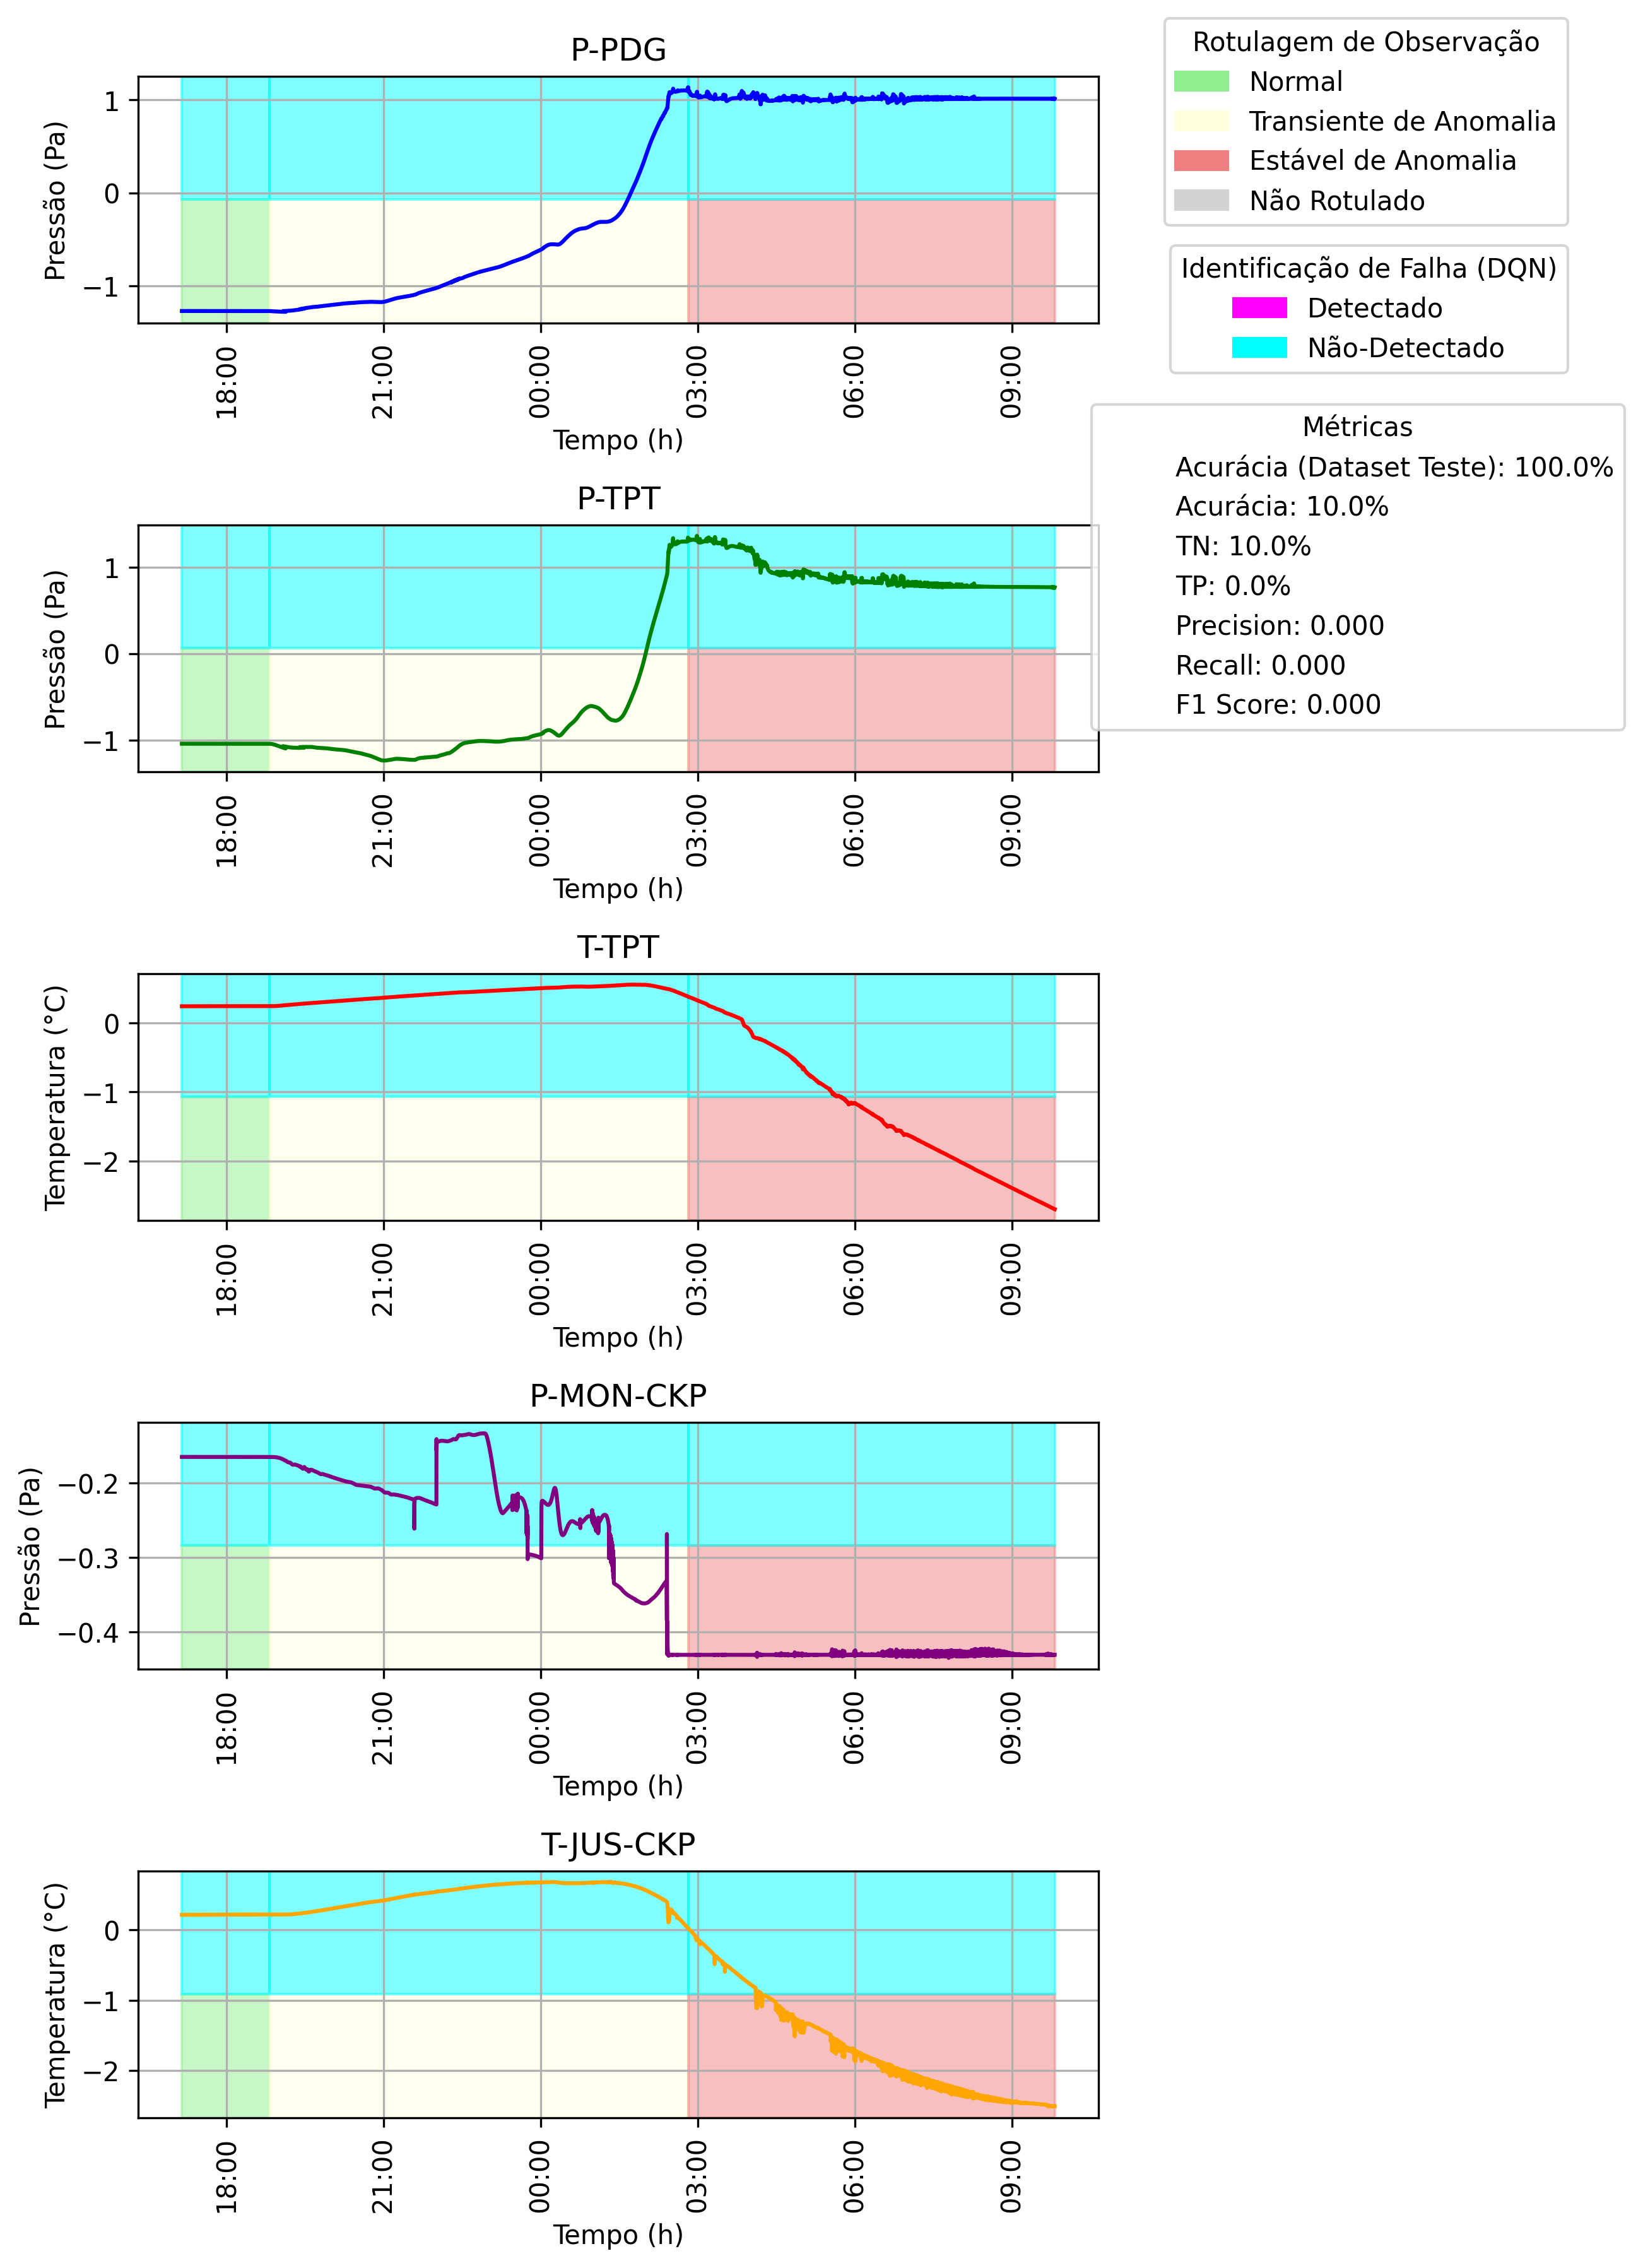 P-PDG
Pressão (Pa)
1
0
−1
18:00
21:00
00:00
03:00
06:00
09:00
Tempo (h)
Rotulagem de Observação
Normal
Transiente de Anomalia
Estável de Anomalia
Não Rotulado
Identificação de Falha (DQN)
Detectado
Não-Detectado
Métricas
Acurácia (Dataset Teste): 100.0%
Acurácia: 10.0%
TN: 10.0%
TP: 0.0%
Precision: 0.000
Recall: 0.000
F1 Score: 0.000
P-TPT
Pressão (Pa)
1
0
−1
18:00
21:00
00:00
03:00
06:00
09:00
Tempo (h)
T-TPT
Temperatura (°C)
0
−1
−2
18:00
21:00
00:00
03:00
06:00
09:00
Tempo (h)
P-MON-CKP
Pressão (Pa)
−0.2
−0.3
−0.4
18:00
21:00
00:00
03:00
06:00
09:00
Tempo (h)
T-JUS-CKP
Temperatura (°C)
0
−1
−2
18:00
21:00
00:00
03:00
06:00
09:00
Tempo (h)